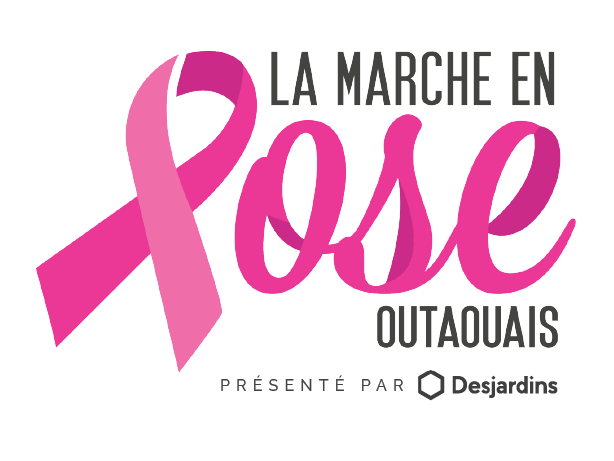 LA MARCHE EN
Rose
OUTAOUAIS
PRÉSENTÉ PAR Desjardins